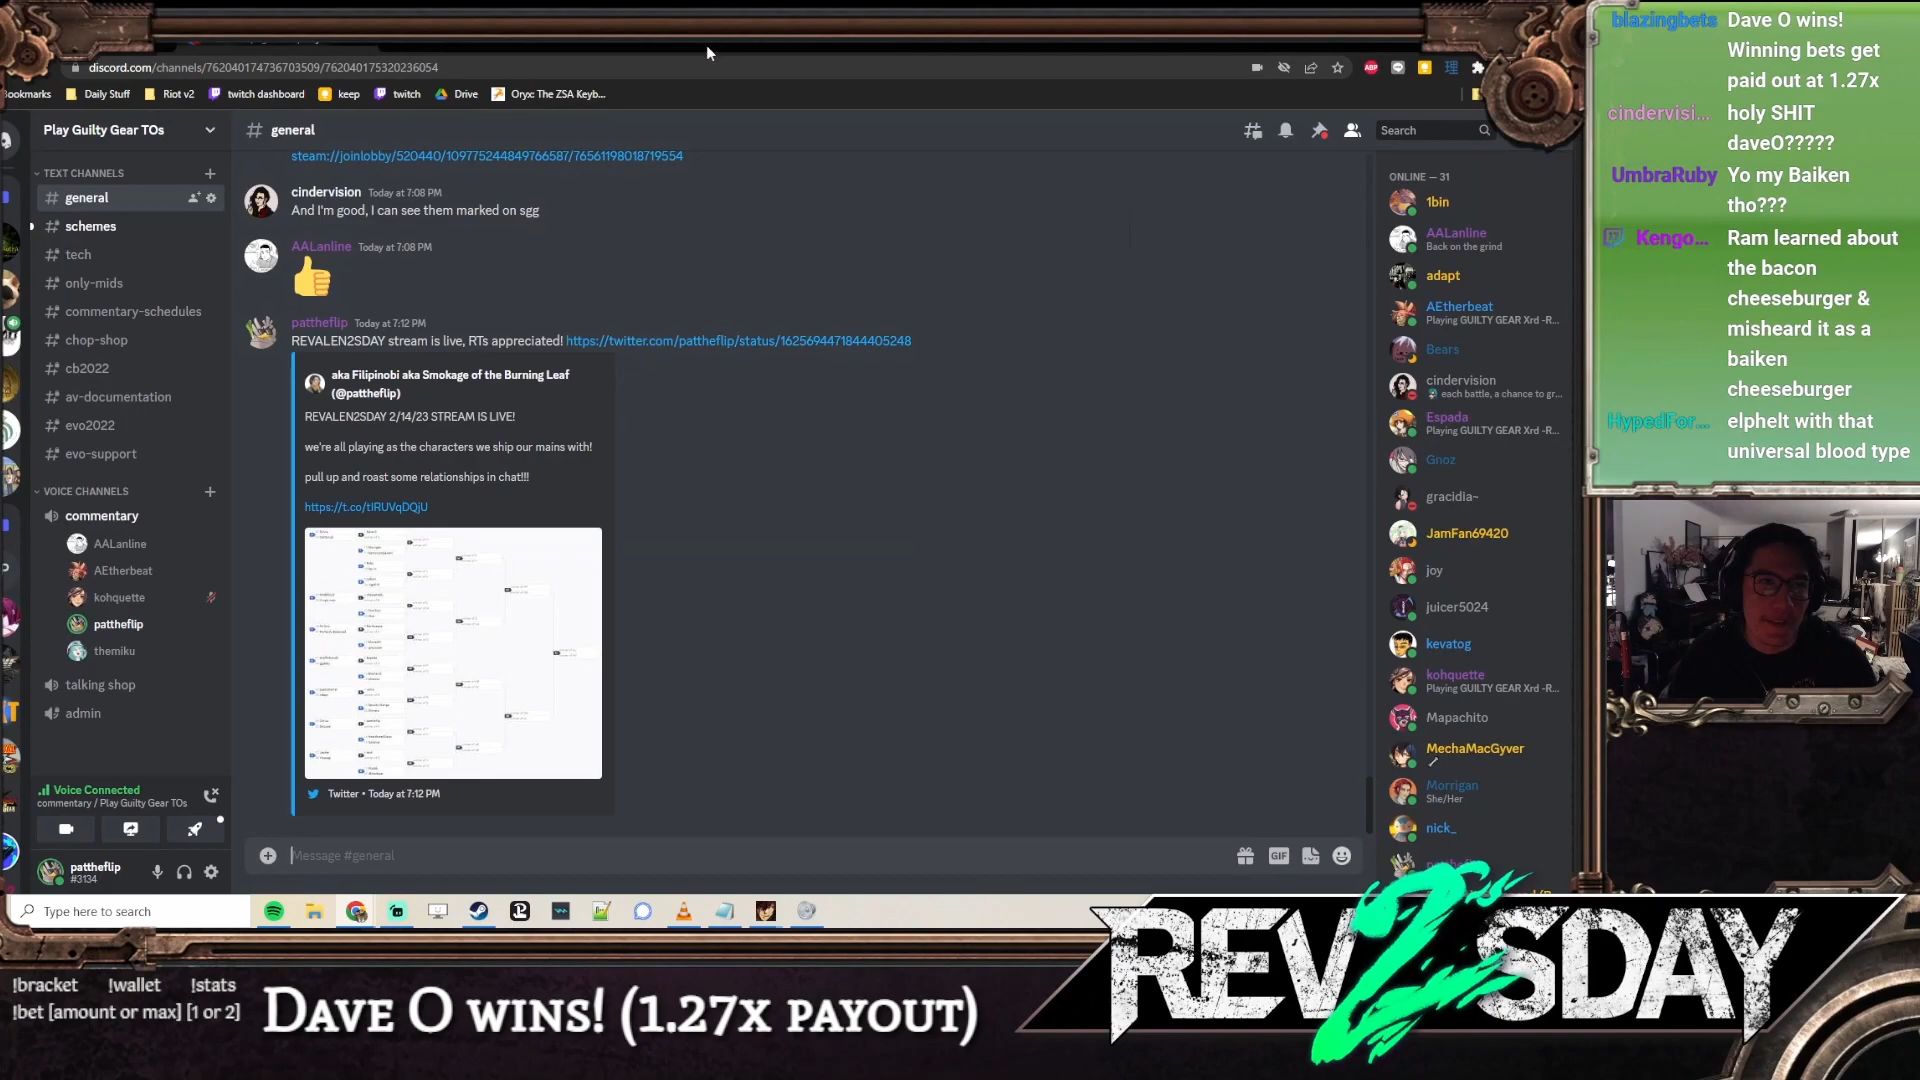 discord.com/channels/762040174736703509/762040175320236054
ABP
理
ookmarks
Daily Stuff
Riot v2
twitch dashboard
keep
twitch
Drive
Oryx: The ZSA Keyb...
Play Guilty Gear TOs
# general
Search
TEXT CHANNELS
general
schemes
tech
only-mids
commentary-schedules
chop-shop
cb2022
av-documentation
evo2022
evo-support
VOICE CHANNELS
commentary
AALanline
AEtherbeat
kohquette
pattheflip
themiku
talking shop
admin
Voice Connected
commentary / Play Guilty Gear TOs
pattheflip
#3134
steam://joinlobby/520440/109775244849766587/76561198018719554
cindervision Today at 7:08 PM
And I'm good, I can see them marked on sgg
AALanline Today at 7:08 PM
pattheflip Today at 7:12 PM
REVALEN2SDAY stream is live, RTs appreciated! https://twitter.com/pattheflip/status/1625694471844405248
aka Filipinobi aka Smokage of the Burning Leaf
(@pattheflip)
REVALEN2SDAY 2/14/23 STREAM IS LIVE!
we're all playing as the characters we ship our mains with!
pull up and roast some relationships in chat!!!
https://t.co/tIRUVqDQjU
Twitter • Today at 7:12 PM
Message #general
GIF
ONLINE — 31
1bin
AALanline
Back on the grind
adapt
AEtherbeat
Playing GUILTY GEAR Xrd -R...
Bears
cindervision
each battle, a chance to gr...
Espada
Playing GUILTY GEAR Xrd -R...
Gnoz
gracidia~
JamFan69420
joy
juicer5024
kevatog
kohquette
Playing GUILTY GEAR Xrd -R...
Mapachito
MechaMacGyver
Morrigan
She/Her
nick_
blazingbets Dave O wins!
Winning bets get
paid out at 1.27x
cindervisi... holy SHIT
daveO?????
UmbraRuby Yo my Baiken
tho???
Kengo... Ram learned about
the bacon
cheeseburger &
misheard it as a
baiken
cheeseburger
HypedFor... elphelt with that
universal blood type
Type here to search
!bracket !wallet !stats
!bet [amount or max] [1 or 2]
Dave O wins! (1.27x payout)
REV2SDAY